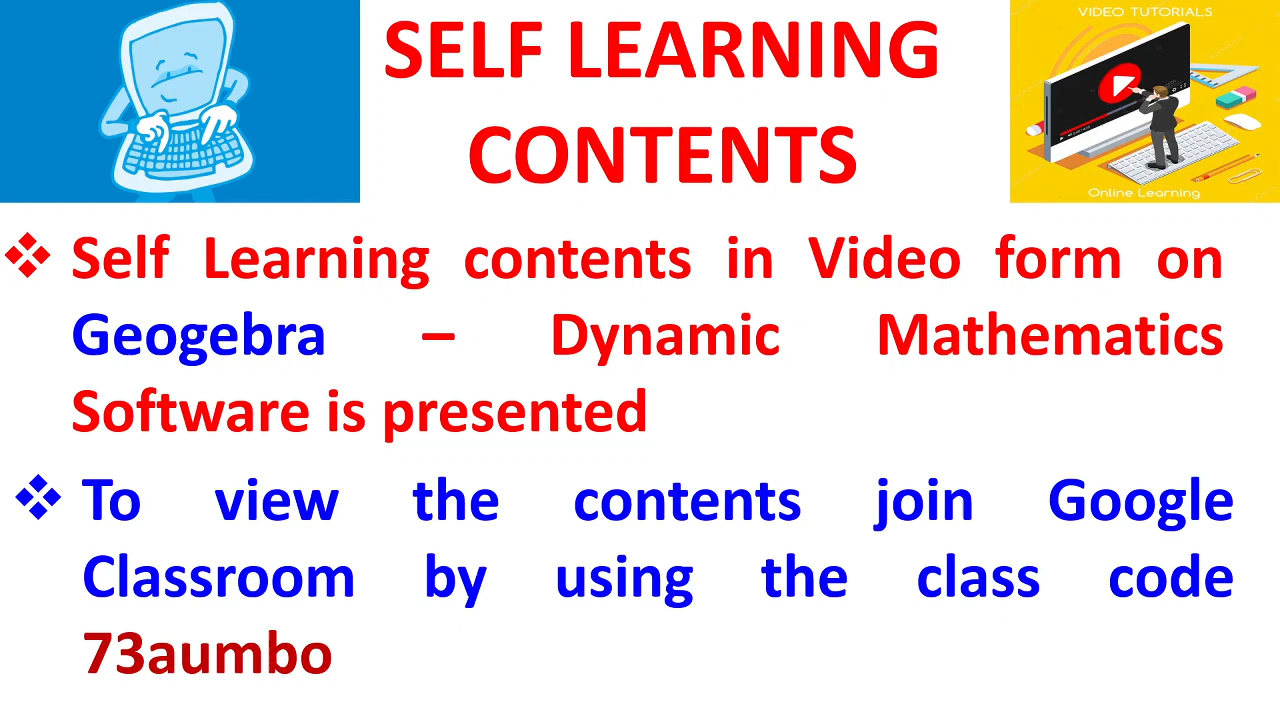 SELF LEARNING
CONTENTS
VIDEO TUTORIALS
Online Learning
❖ Self Learning contents in Video form on
Geogebra – Dynamic Mathematics
Software is presented
❖ To view the contents join Google
Classroom by using the class code
73aumbo